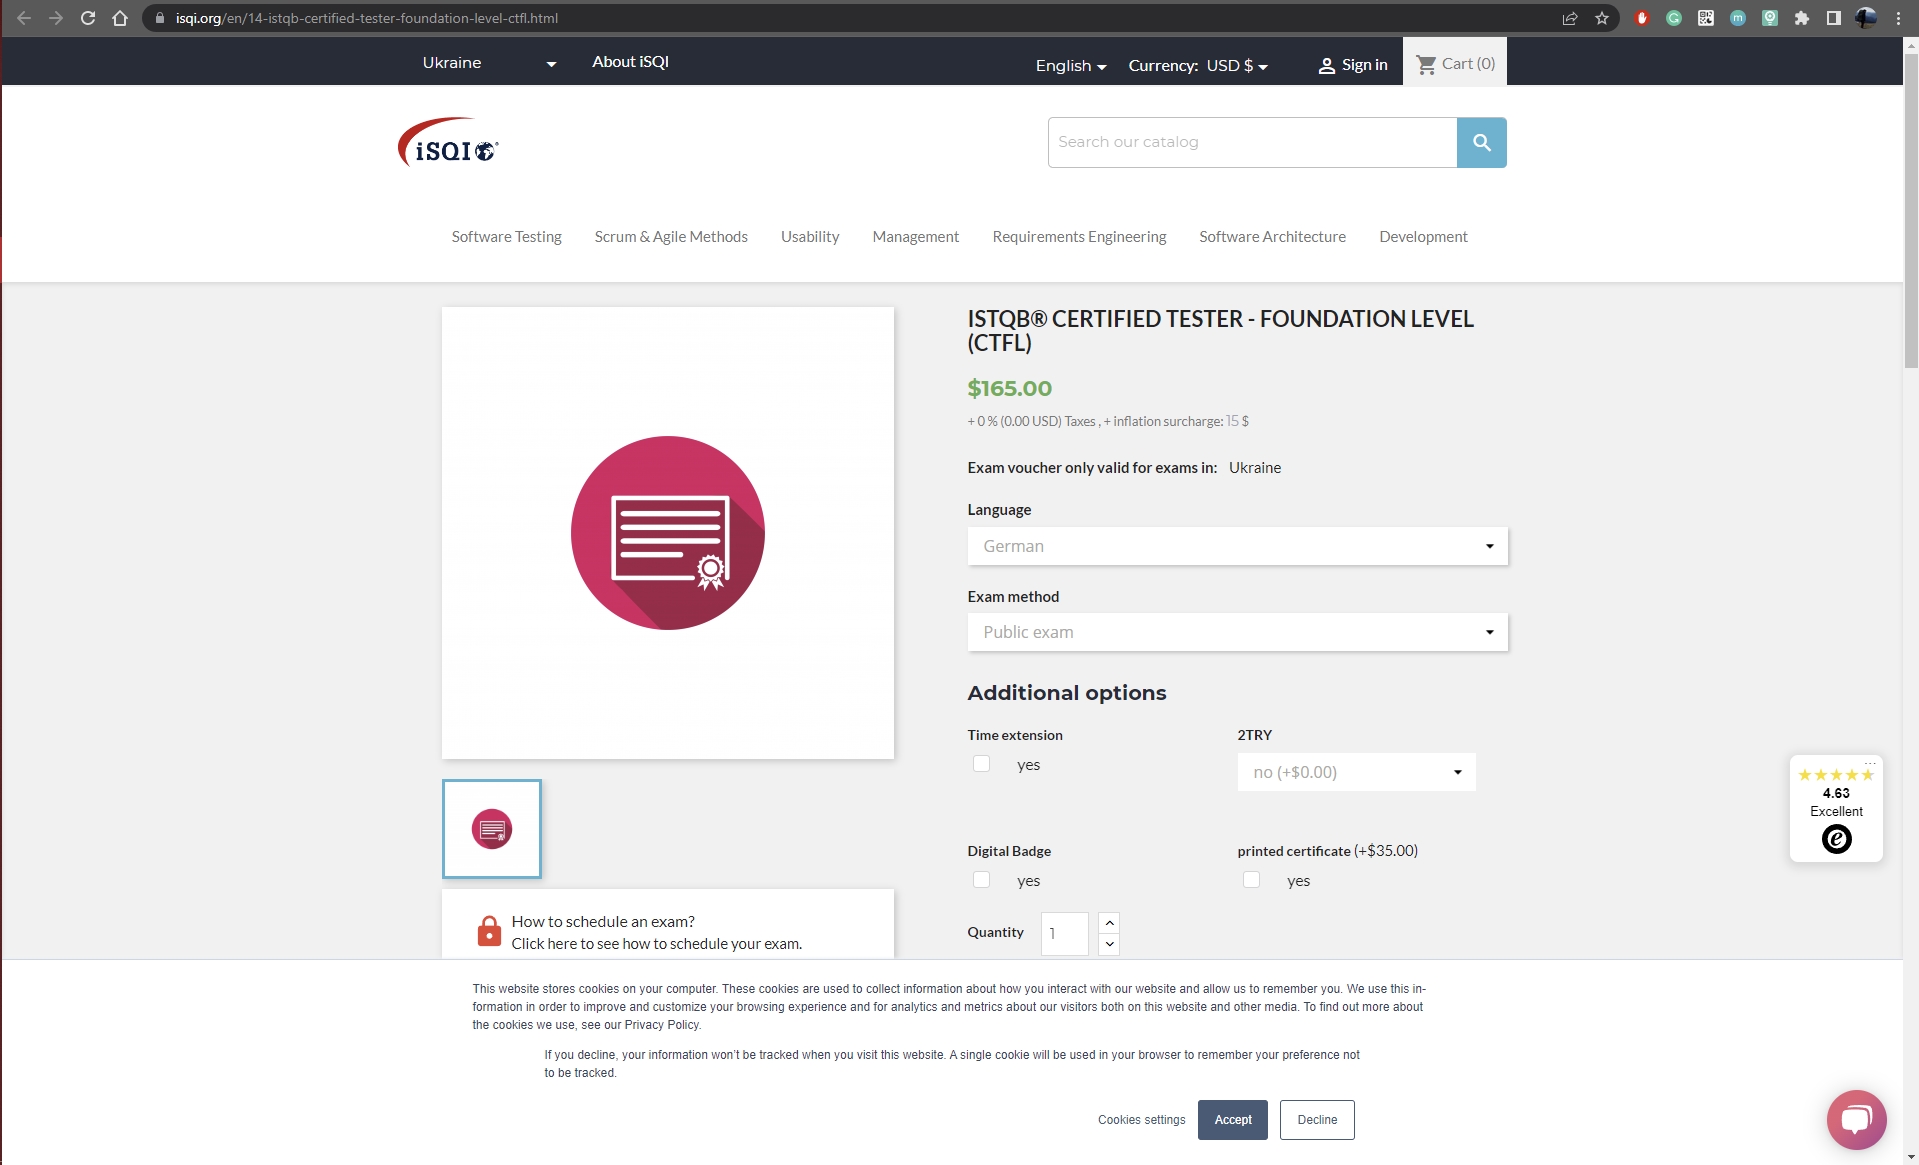 isqi.org/en/14-istqb-certified-tester-foundation-level-ctfl.html
Ukraine
About iSQI
English
Currency: USD $
Sign in
Cart (0)
iSQI
Search our catalog
Software Testing
Scrum & Agile Methods
Usability
Management
Requirements Engineering
Software Architecture
Development
ISTQB® CERTIFIED TESTER - FOUNDATION LEVEL
(CTFL)
$165.00
+ 0 % (0.00 USD) Taxes , + inflation surcharge: 15 $
Exam voucher only valid for exams in: Ukraine
Language
German
Exam method
Public exam
Additional options
Time extension
yes
2TRY
no (+$0.00)
Digital Badge
yes
printed certificate (+$35.00)
yes
Quantity
1
How to schedule an exam?
Click here to see how to schedule your exam.
4.63
Excellent
This website stores cookies on your computer. These cookies are used to collect information about how you interact with our website and allow us to remember you. We use this in-
formation in order to improve and customize your browsing experience and for analytics and metrics about our visitors both on this website and other media. To find out more about
the cookies we use, see our Privacy Policy.
If you decline, your information won't be tracked when you visit this website. A single cookie will be used in your browser to remember your preference not
to be tracked.
Cookies settings
Accept
Decline